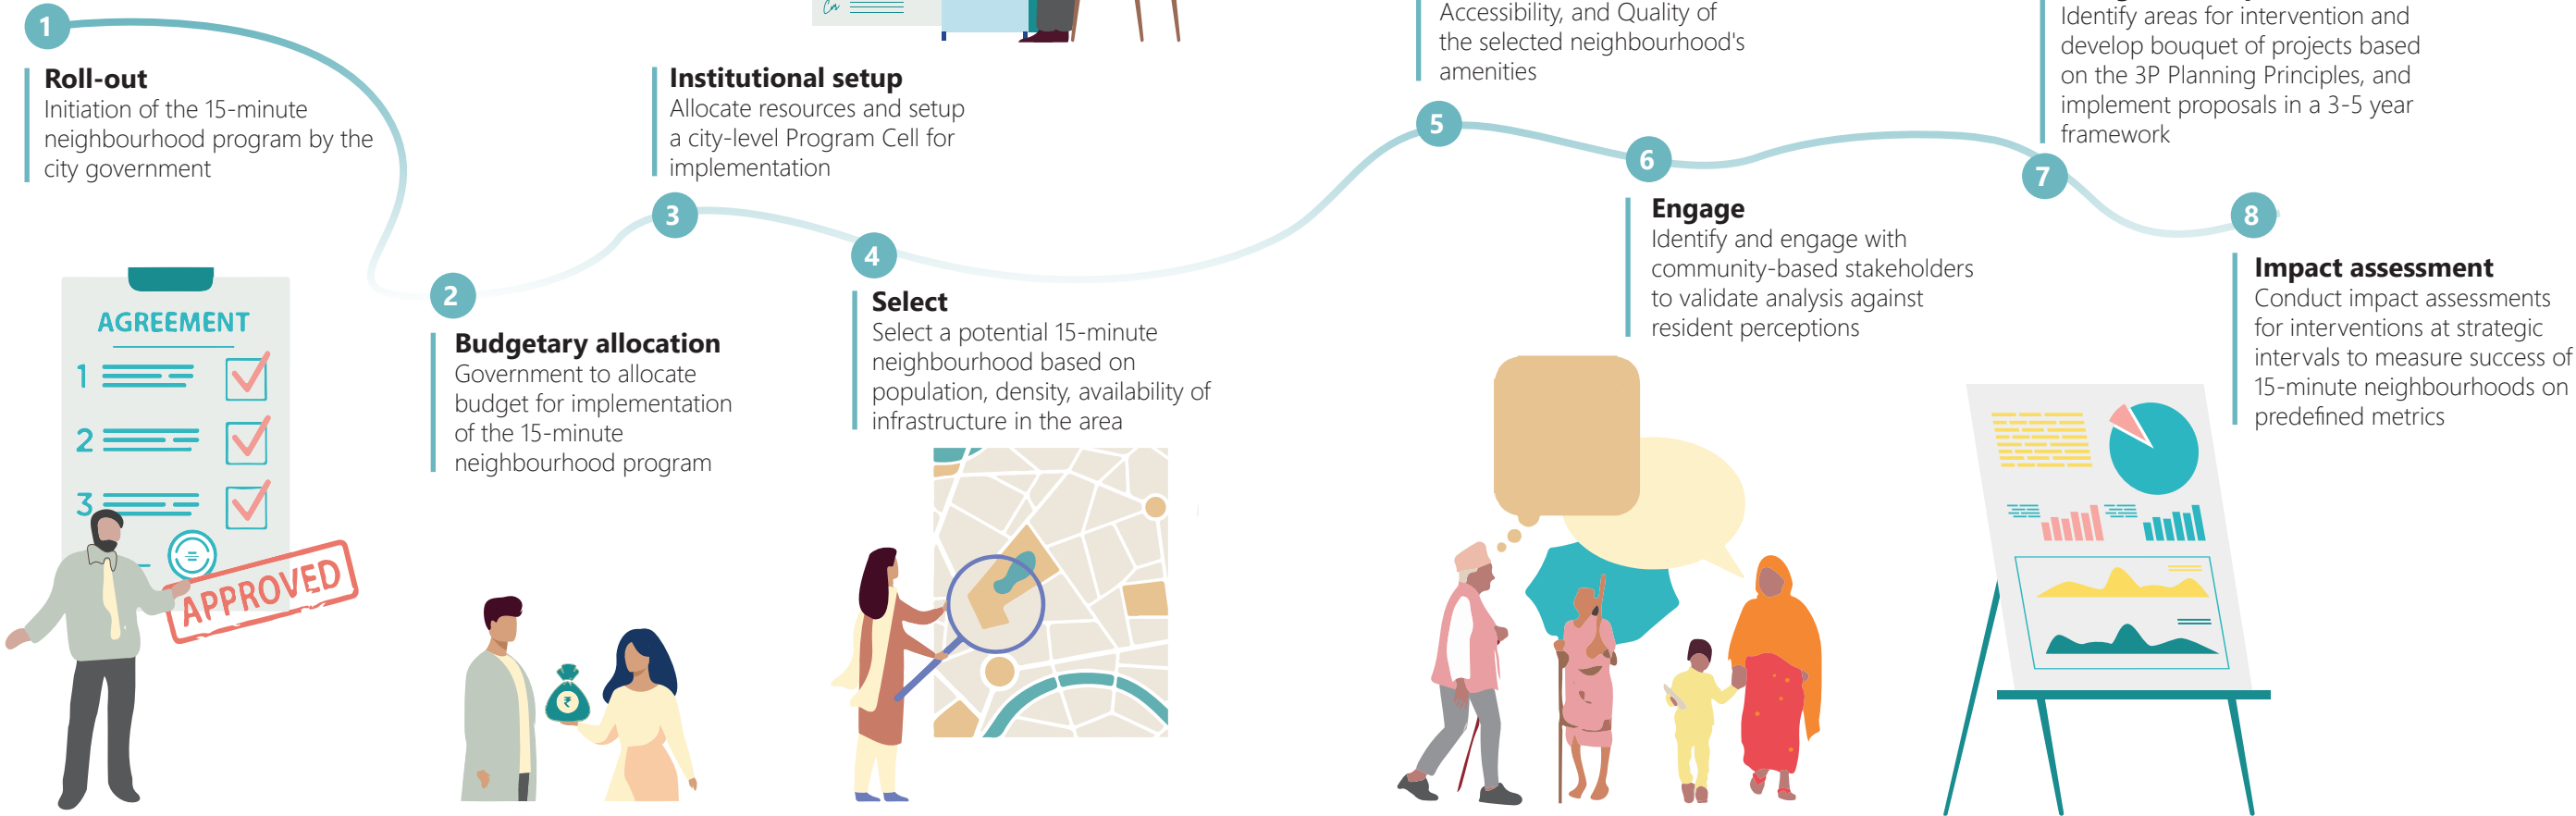 1
Roll-out
Initiation of the 15-minute
neighbourhood program by the
city government
2
Budgetary allocation
Government to allocate
budget for implementation
of the 15-minute
neighbourhood program
3
Institutional setup
Allocate resources and setup
a city-level Program Cell for
implementation
4
Select
Select a potential 15-minute
neighbourhood based on
population, density, availability of
infrastructure in the area
5
Accessibility, and Quality of
the selected neighbourhood's
amenities
6
Engage
Identify and engage with
community-based stakeholders
to validate analysis against
resident perceptions
7
Identify areas for intervention and
develop bouquet of projects based
on the 3P Planning Principles, and
implement proposals in a 3-5 year
framework
8
Impact assessment
Conduct impact assessments
for interventions at strategic
intervals to measure success of
15-minute neighbourhoods on
predefined metrics
AGREEMENT
1
2
3
APPROVED
₹